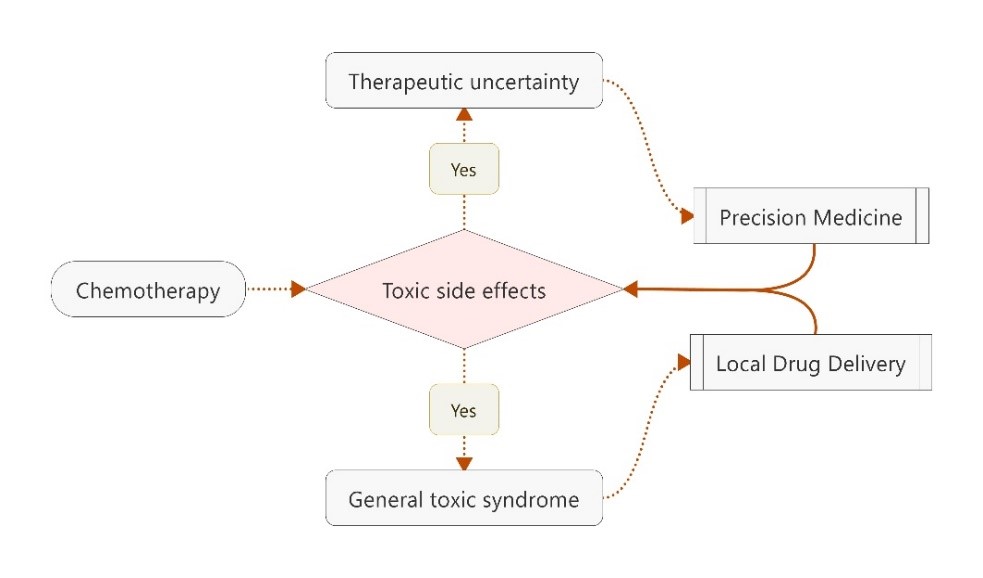 Therapeutic uncertainty
Yes
Precision Medicine
Chemotherapy
Toxic side effects
Local Drug Delivery
Yes
General toxic syndrome